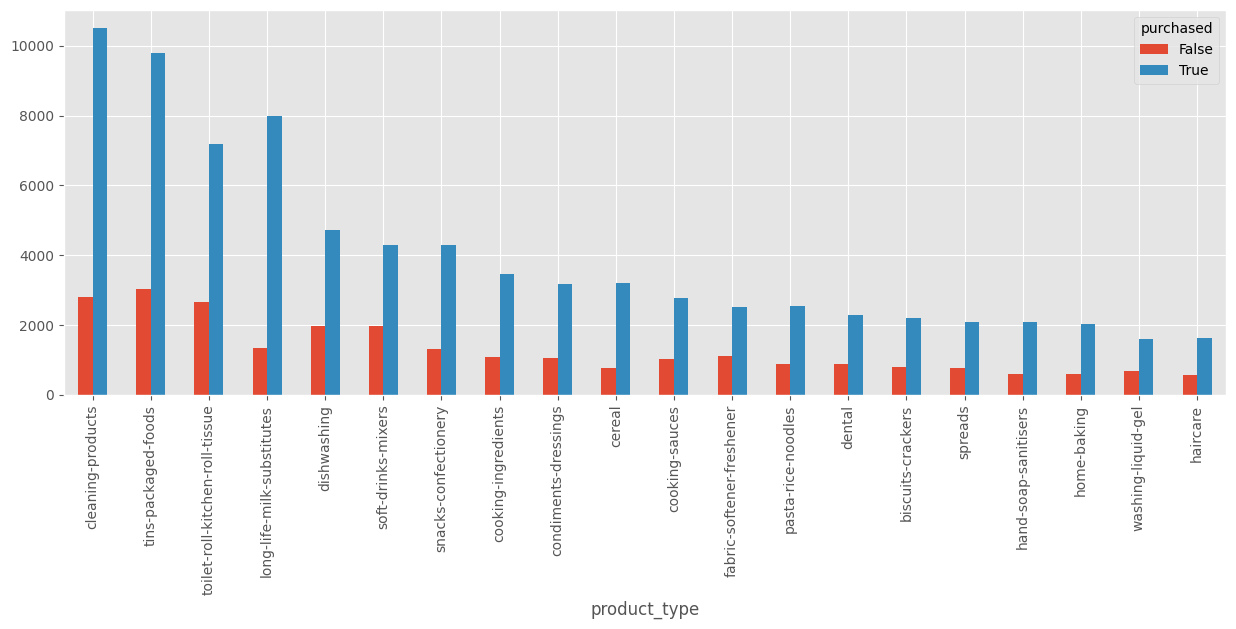 purchased
False
True
10000
8000
6000
4000
2000
0
cleaning-products
tins-packaged-foods
toilet-roll-kitchen-roll-tissue
long-life-milk-substitutes
dishwashing
soft-drinks-mixers
snacks-confectionery
cooking-ingredients
condiments-dressings
cereal
cooking-sauces
fabric-softener-freshener
pasta-rice-noodles
dental
biscuits-crackers
spreads
hand-soap-sanitisers
home-baking
washing-liquid-gel
haircare
product_type